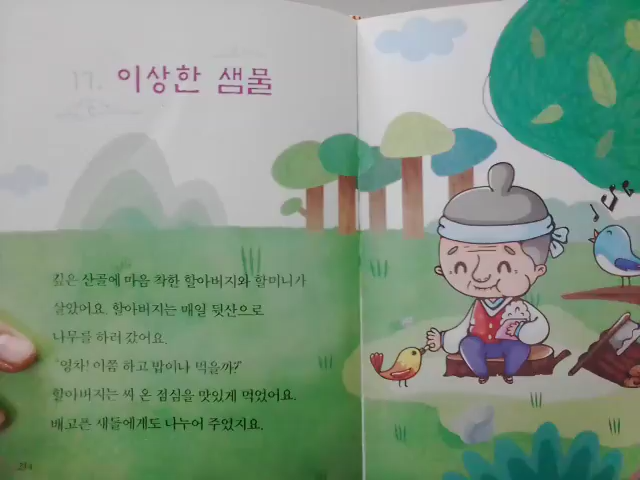 17. 이상한 샘물
깊은 산골에 마음 착한 할아버지와 할머니가
살았어요. 할아버지는 매일 뒷산으로
나무를 하러 갔어요.
"영차! 이쯤 하고 밥이나 먹을까?"
할아버지는 싸 온 점심을 맛있게 먹었어요.
배고픈 새들에게도 나누어 주었지요.